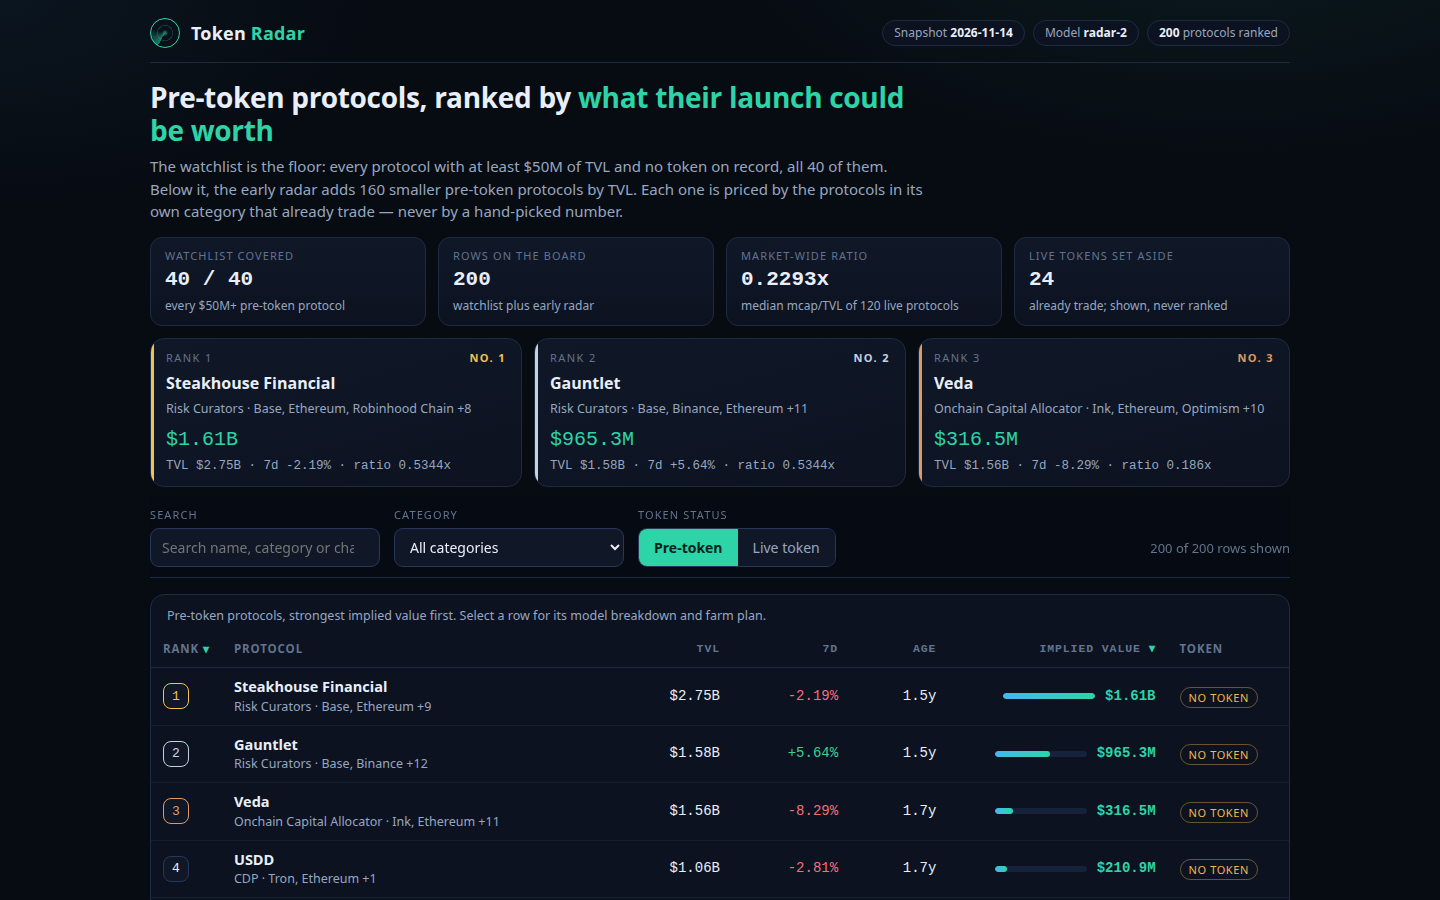 Token Radar
Snapshot 2026-11-14
Model radar-2
200 protocols ranked
Pre-token protocols, ranked by what their launch could
be worth
The watchlist is the floor: every protocol with at least $50M of TVL and no token on record, all 40 of them.
Below it, the early radar adds 160 smaller pre-token protocols by TVL. Each one is priced by the protocols in its
own category that already trade — never by a hand-picked number.
WATCHLIST COVERED
40 / 40
every $50M+ pre-token protocol
ROWS ON THE BOARD
200
watchlist plus early radar
MARKET-WIDE RATIO
0.2293x
median mcap/TVL of 120 live protocols
LIVE TOKENS SET ASIDE
24
already trade; shown, never ranked
RANK 1 NO. 1
Steakhouse Financial
Risk Curators · Base, Ethereum, Robinhood Chain +8
$1.61B
TVL $2.75B · 7d -2.19% · ratio 0.5344x
RANK 2 NO. 2
Gauntlet
Risk Curators · Base, Binance, Ethereum +11
$965.3M
TVL $1.58B · 7d +5.64% · ratio 0.5344x
RANK 3 NO. 3
Veda
Onchain Capital Allocator · Ink, Ethereum, Optimism +10
$316.5M
TVL $1.56B · 7d -8.29% · ratio 0.186x
SEARCH
Search name, category or cha
CATEGORY
All categories
TOKEN STATUS
Pre-token Live token
200 of 200 rows shown
Pre-token protocols, strongest implied value first. Select a row for its model breakdown and farm plan.
RANK ▼ PROTOCOL TVL 7D AGE IMPLIED VALUE ▼ TOKEN
1 Steakhouse Financial $2.75B -2.19% 1.5y $1.61B NO TOKEN
Risk Curators · Base, Ethereum +9
2 Gauntlet $1.58B +5.64% 1.5y $965.3M NO TOKEN
Risk Curators · Base, Binance +12
3 Veda $1.56B -8.29% 1.7y $316.5M NO TOKEN
Onchain Capital Allocator · Ink, Ethereum +11
4 USDD $1.06B -2.81% 1.7y $210.9M NO TOKEN
CDP · Tron, Ethereum +1